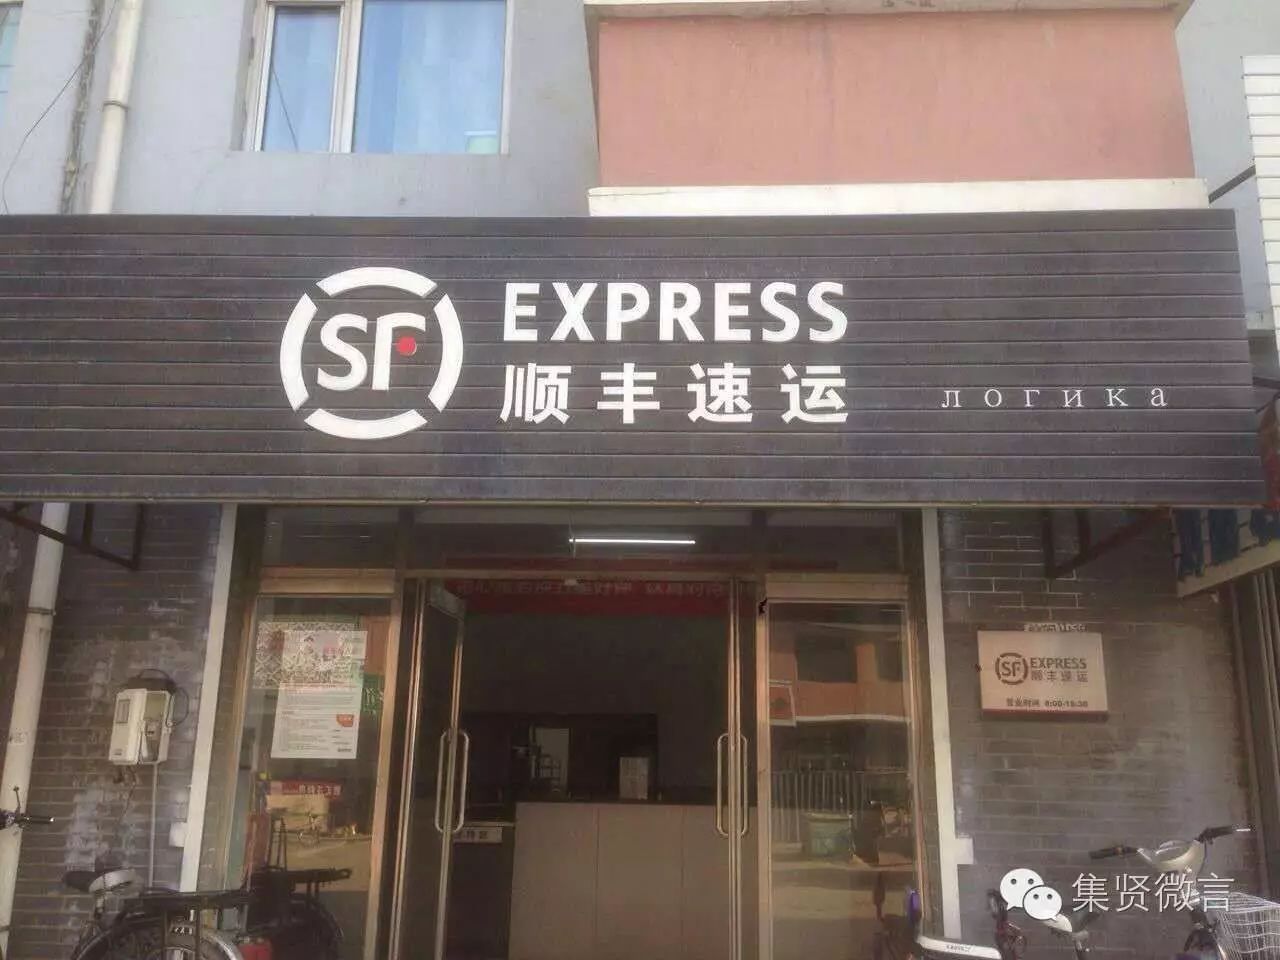 SF
EXPRESS
顺丰速运
логика
SF EXPRESS
顺丰速运
营业时间 8:00-18:30
集贤微言